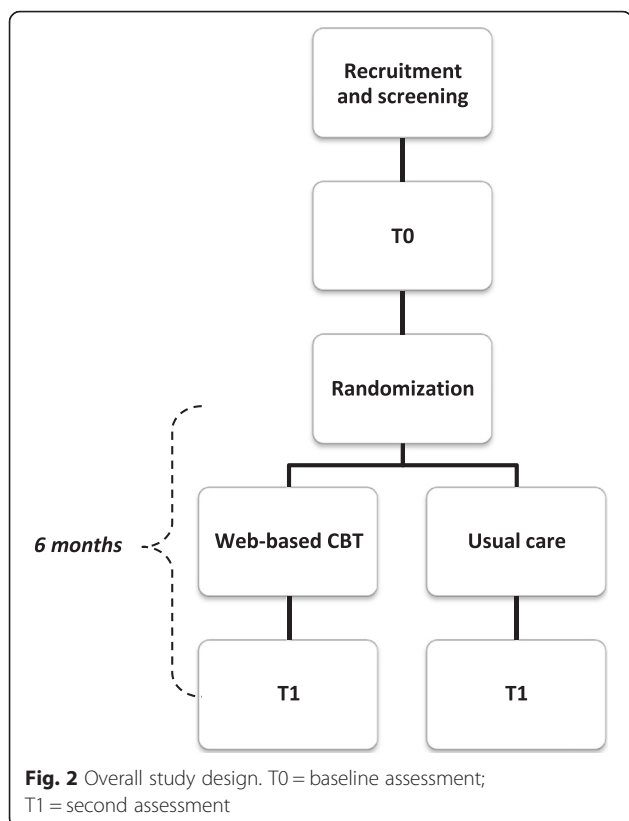 Recruitment
and screening
T0
Randomization
6 months
Web-based CBT
Usual care
T1
T1
Fig. 2 Overall study design. T0 = baseline assessment;
T1 = second assessment